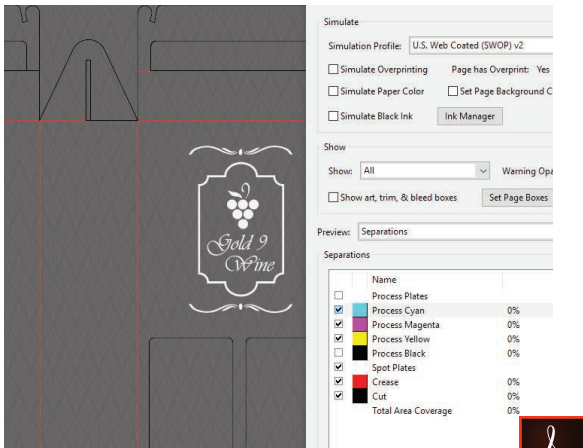 Gold 9
Wine
Simulate
Simulation Profile: U.S. Web Coated (SWOP) v2
Simulate Overprinting Page has Overprint: Yes
Simulate Paper Color Set Page Background C
Simulate Black Ink Ink Manager
Show
Show: All Warning Opa
Show art, trim, & bleed boxes Set Page Boxes
Preview: Separations
Separations
Name
Process Plates
Process Cyan 0%
Process Magenta 0%
Process Yellow 0%
Process Black 0%
Spot Plates
Crease 0%
Cut 0%
Total Area Coverage 0%